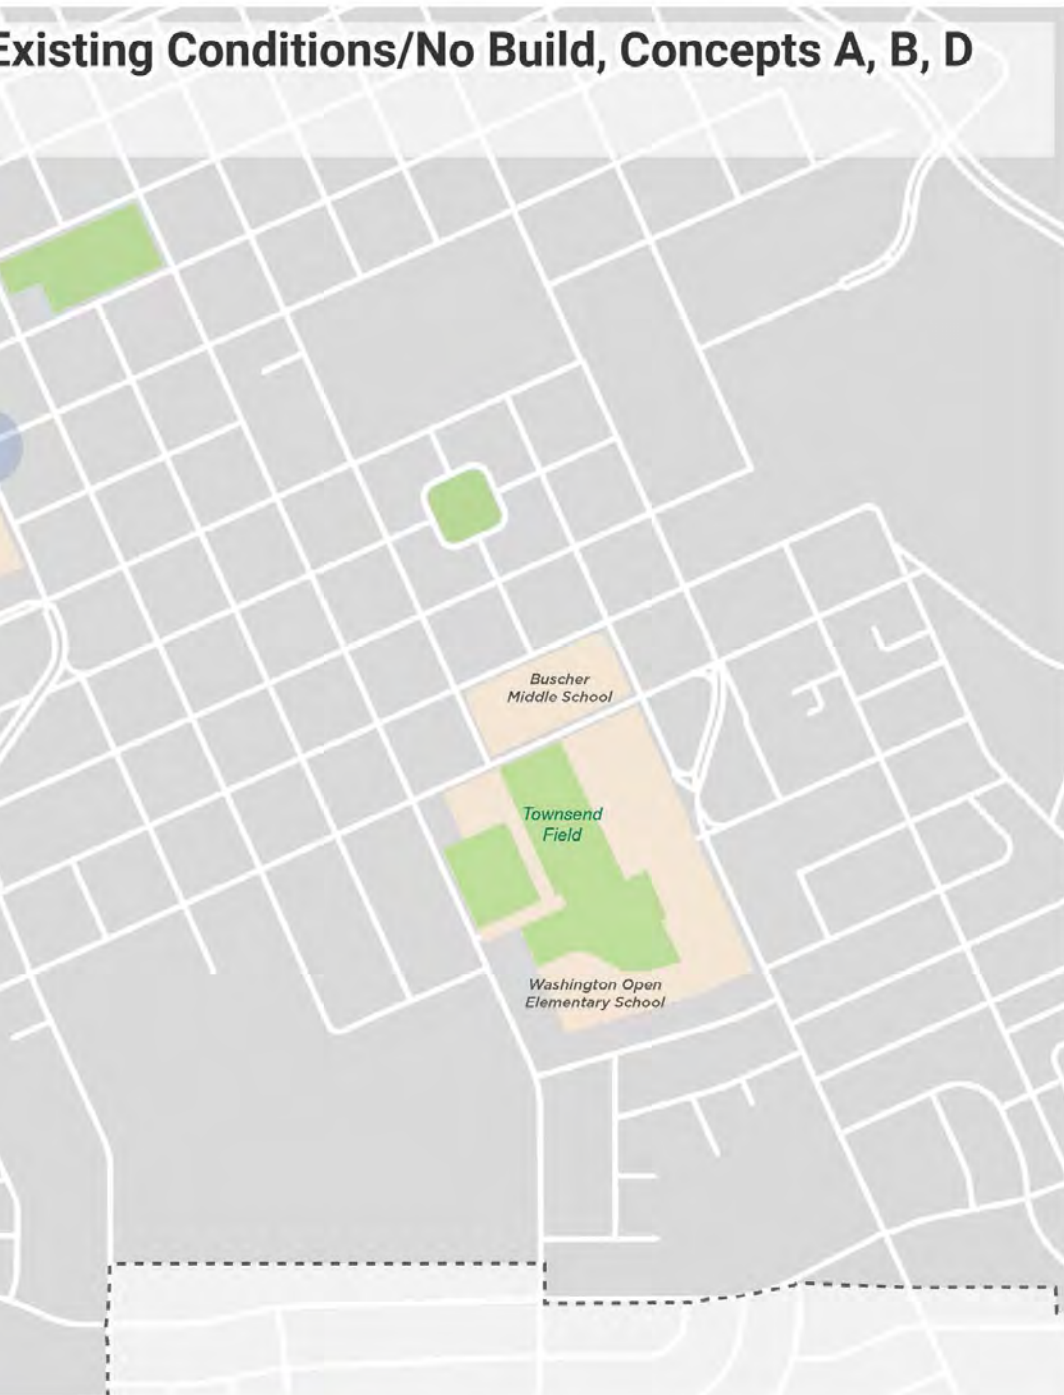 Existing Conditions/No Build, Concepts A, B, D
Buscher
Middle School
Townsend
Field
Washington Open
Elementary School